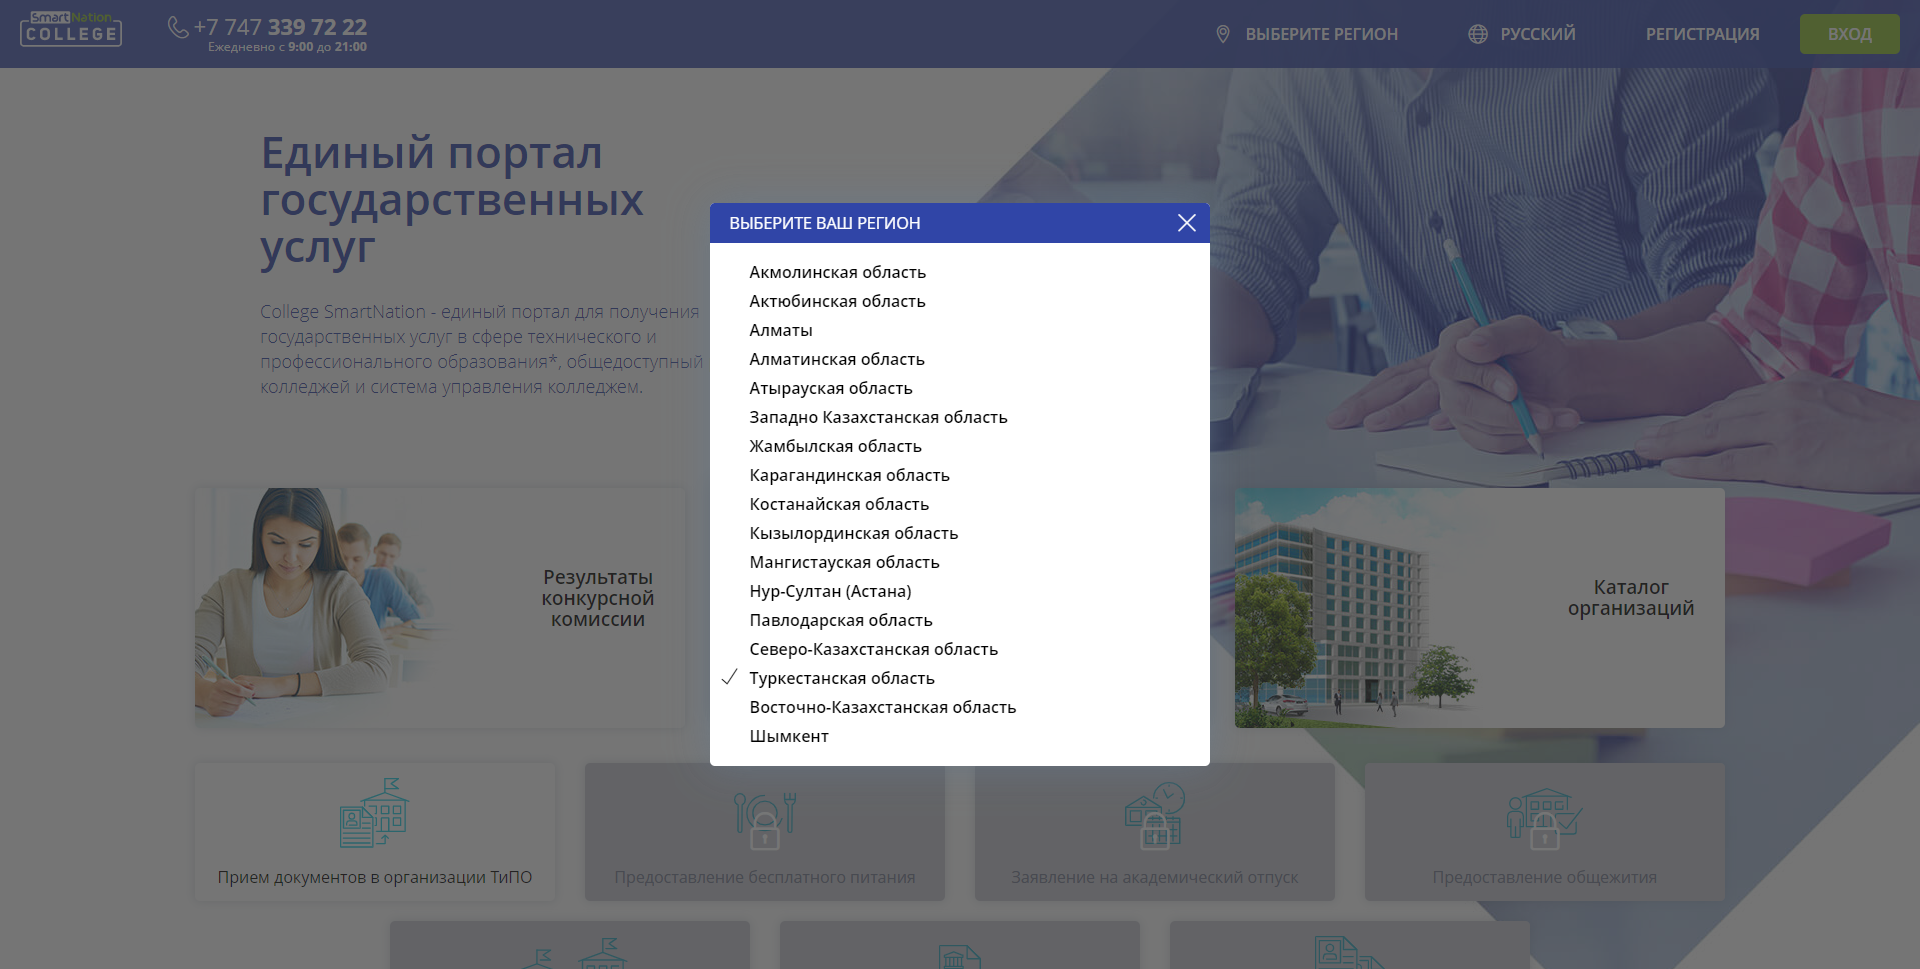 SmartNation
COLLEGE
+7 747 339 72 22
Ежедневно с 9:00 до 21:00
ВЫБЕРИТЕ РЕГИОН
РУССКИЙ
РЕГИСТРАЦИЯ
ВХОД
Единый портал
государственных
услуг
College SmartNation - единый портал для получения
государственных услуг в сфере технического и
профессионального образования*, общедоступный
колледжей и система управления колледжем.
ВЫБЕРИТЕ ВАШ РЕГИОН
Акмолинская область
Актюбинская область
Алматы
Алматинская область
Атырауская область
Западно Казахстанская область
Жамбылская область
Карагандинская область
Костанайская область
Кызылординская область
Мангистауская область
Нур-Султан (Астана)
Павлодарская область
Северо-Казахстанская область
Туркестанская область
Восточно-Казахстанская область
Шымкент
Результаты
конкурсной
комиссии
Каталог
организаций
Прием документов в организации ТиПО
Предоставление бесплатного питания
Заявление на академический отпуск
Предоставление общежития